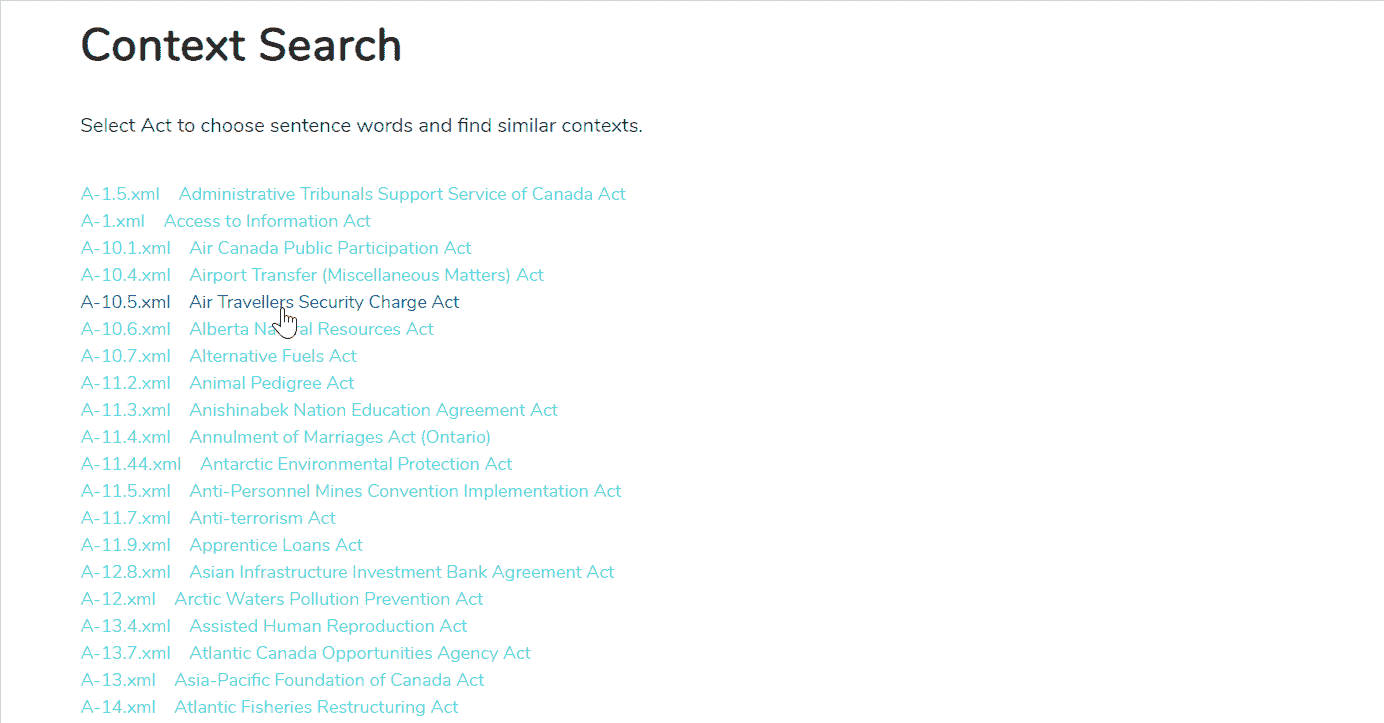 Context Search
Select Act to choose sentence words and find similar contexts.
A-1.5.xml Administrative Tribunals Support Service of Canada Act
A-1.xml Access to Information Act
A-10.1.xml Air Canada Public Participation Act
A-10.4.xml Airport Transfer (Miscellaneous Matters) Act
A-10.5.xml Air Travellers Security Charge Act
A-10.6.xml Alberta Natural Resources Act
A-10.7.xml Alternative Fuels Act
A-11.2.xml Animal Pedigree Act
A-11.3.xml Anishinabek Nation Education Agreement Act
A-11.4.xml Annulment of Marriages Act (Ontario)
A-11.44.xml Antarctic Environmental Protection Act
A-11.5.xml Anti-Personnel Mines Convention Implementation Act
A-11.7.xml Anti-terrorism Act
A-11.9.xml Apprentice Loans Act
A-12.8.xml Asian Infrastructure Investment Bank Agreement Act
A-12.xml Arctic Waters Pollution Prevention Act
A-13.4.xml Assisted Human Reproduction Act
A-13.7.xml Atlantic Canada Opportunities Agency Act
A-13.xml Asia-Pacific Foundation of Canada Act
A-14.xml Atlantic Fisheries Restructuring Act